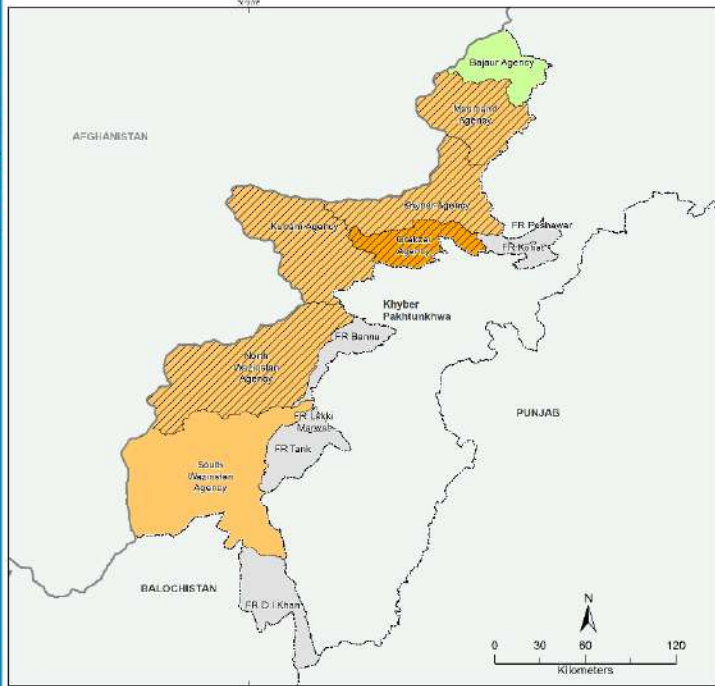 Bajaur Agency
Mohmand
Agency
AFGHANISTAN
Khyber Agency
FR Peshawar
Kurram Agency
Orakzai
Agency
FR Kohat
Khyber
Pakhtunkhwa
FR Bannu
North
Waziristan
Agency
PUNJAB
FR Lakki
Marwat
FR Tank
South
Waziristan
Agency
BALOCHISTAN
FR D I Khan
N
0 30 60 120
Kilometers